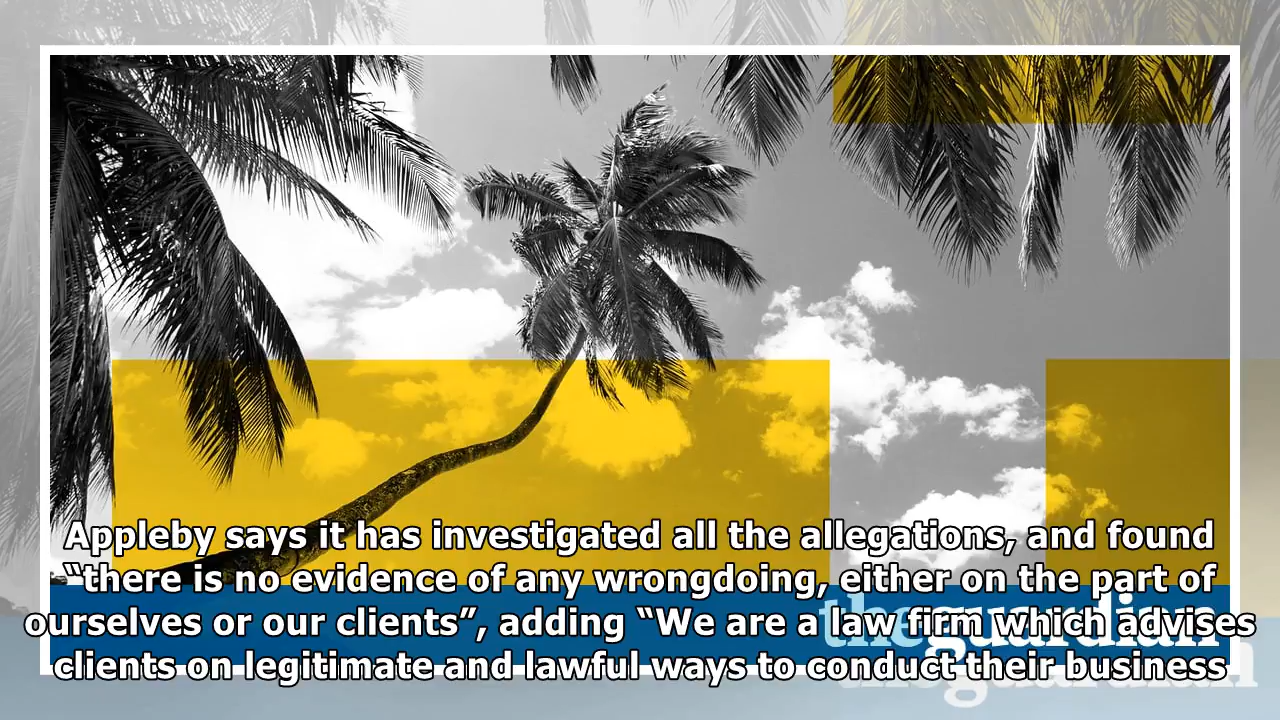 Appleby says it has investigated all the allegations, and found
“there is no evidence of any wrongdoing, either on the part of
ourselves or our clients”, adding “We are a law firm which advises
clients on legitimate and lawful ways to conduct their business
theguardian
theguardian